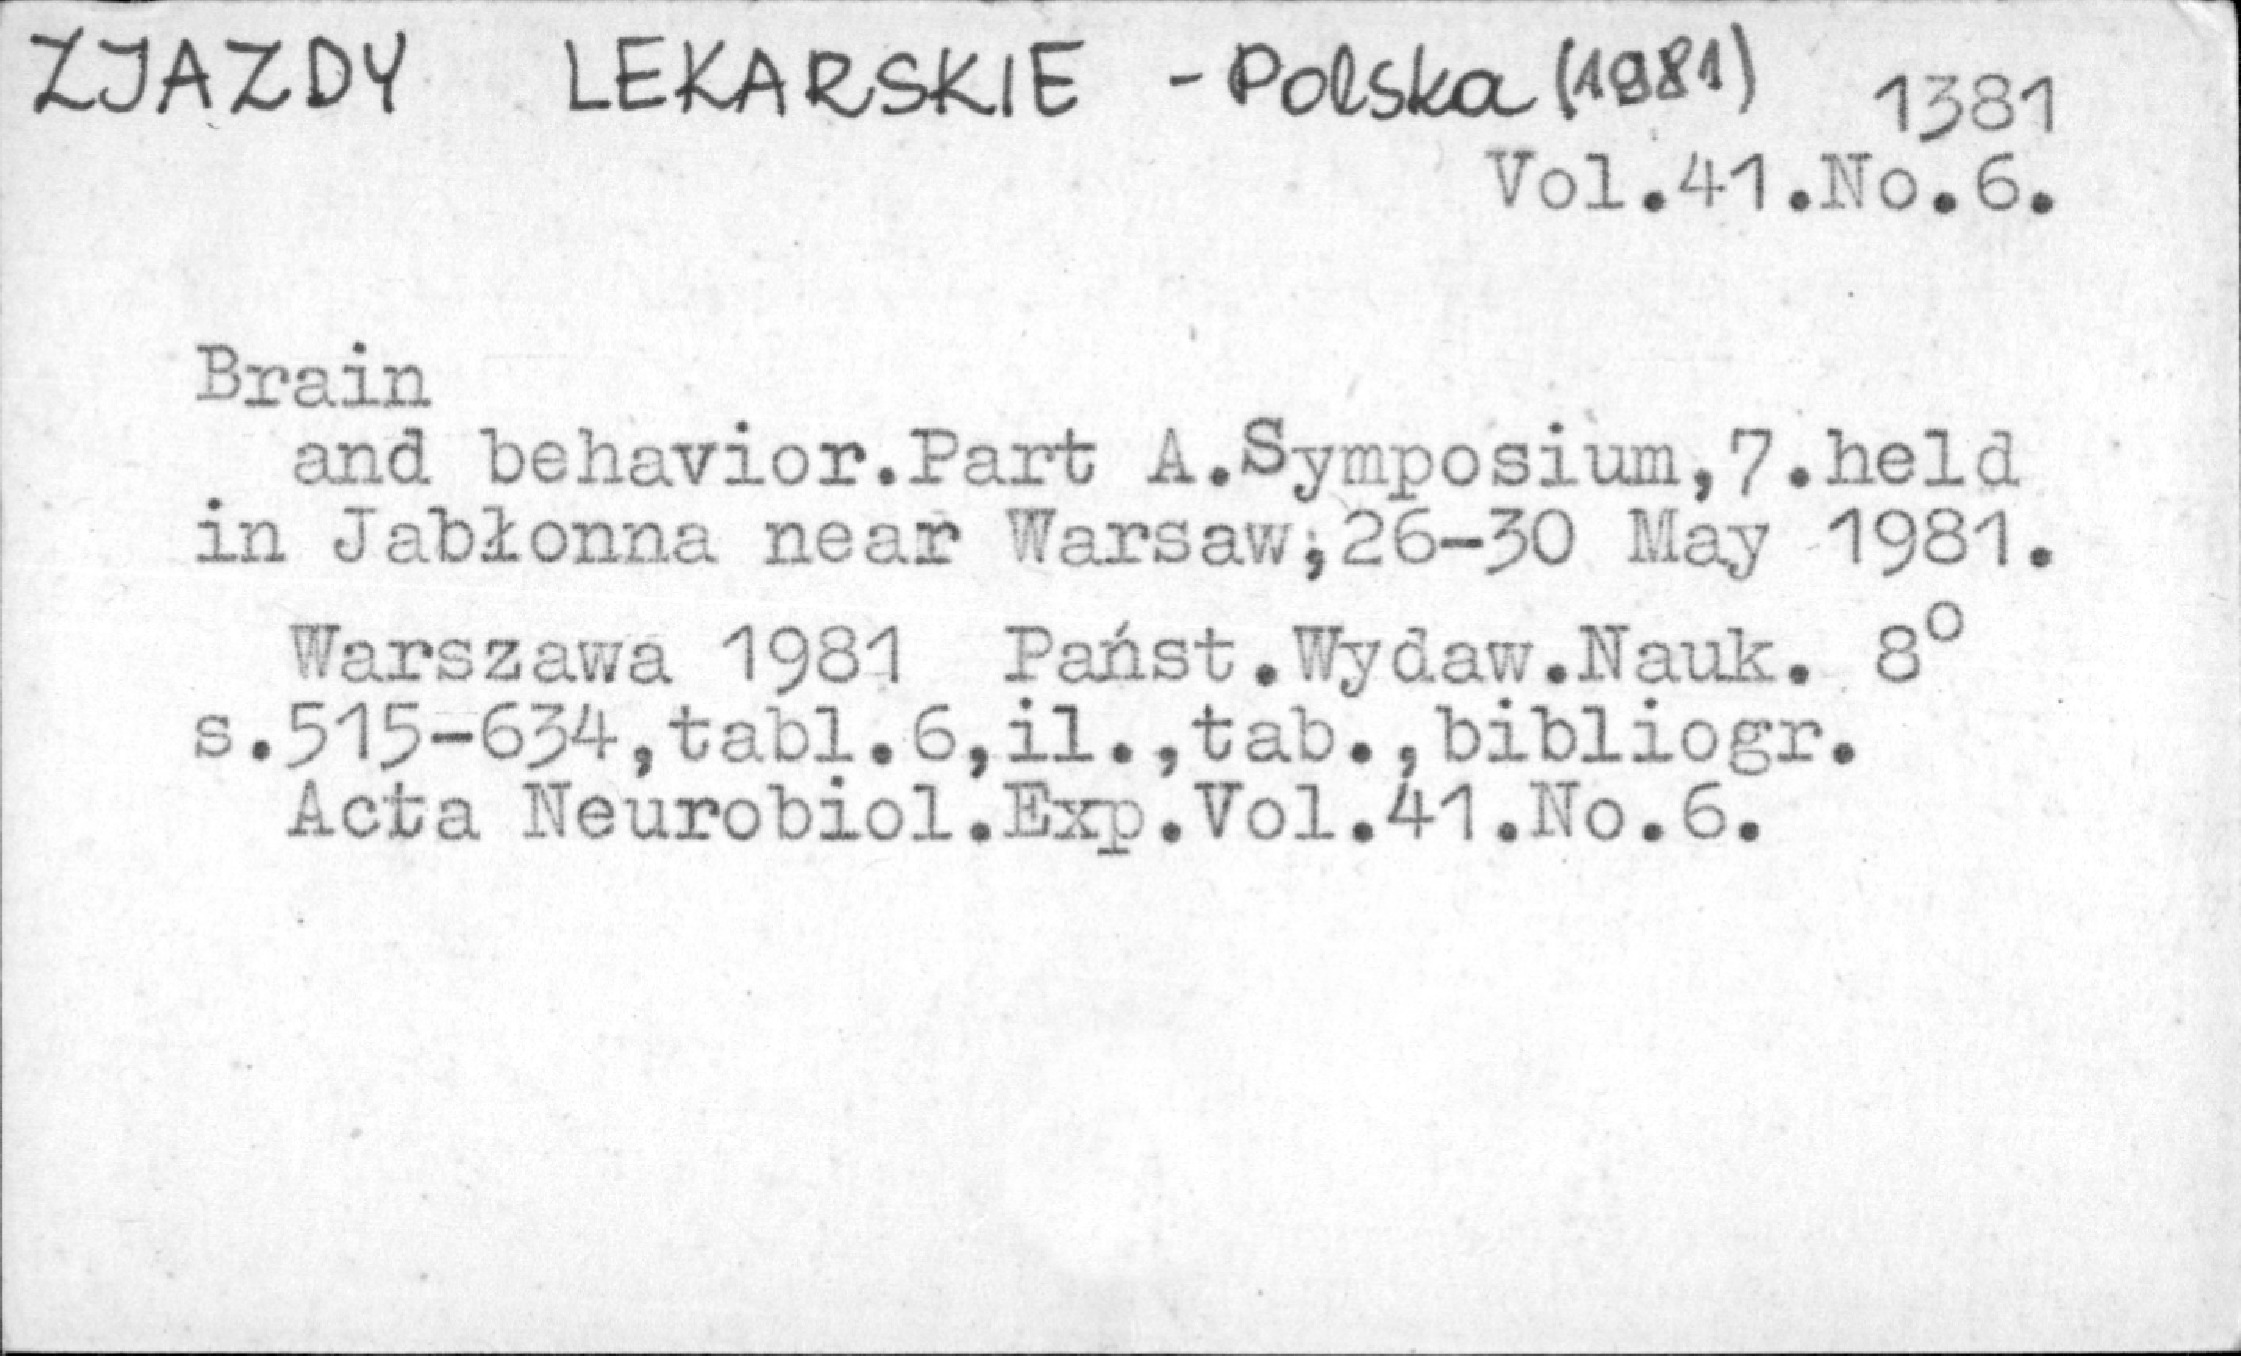 ZJAZDY LEKARSKIE - Polska (1981) 1381
Vol.41.No.6.
Brain
and behavior.Part A.Symposium,7.held
in Jabłonna near Warsaw,26-30 May 1981.
Warszawa 1981 Państ.Wydaw.Nauk. 8°
s.515-634,tabl.6,il.,tab.,bibliogr.
Acta Neurobiol.Exp.Vol.41.No.6.